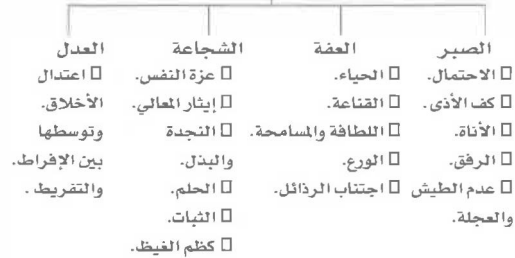 الصبر
□ الاحتمال.
□ كف الأذى.
□ الأناة.
□ الرفق.
□ عدم الطيش
والعجلة.
العفة
□ الحياء.
□ القناعة.
□ اللطافة والمسامحة.
□ الورع.
□ اجتناب الرذائل.
الشجاعة
□ عزة النفس.
□ إيثار المعالي.
□ النجدة
والبذل.
□ الحلم.
□ الثبات.
□ كظم الغيظ.
العدل
□ اعتدال
الأخلاق.
وتوسطها
بين الإفراط.
والتفريط .